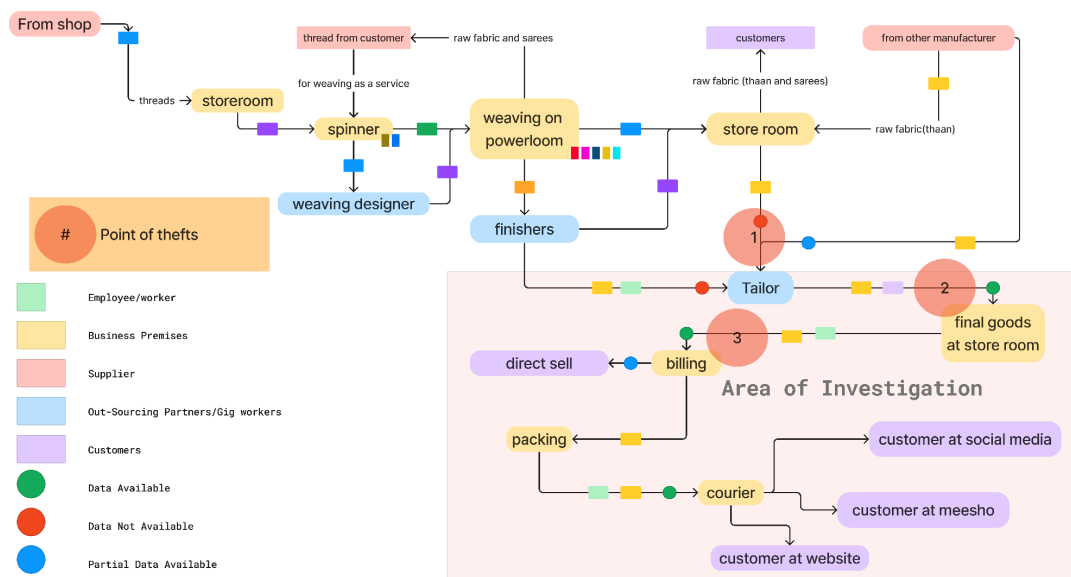 From shop
thread from customer
raw fabric and sarees
customers
from other manufacturer
for weaving as a service
raw fabric (thaan and sarees)
threads
storeroom
spinner
weaving on
powerloom
store room
raw fabric(thaan)
weaving designer
finishers
#
Point of thefts
1
Tailor
2
final goods
at store room
3
billing
direct sell
Area of Investigation
packing
customer at social media
courier
customer at meesho
customer at website
Employee/worker
Business Premises
Supplier
Out-Sourcing Partners/Gig workers
Customers
Data Available
Data Not Available
Partial Data Available